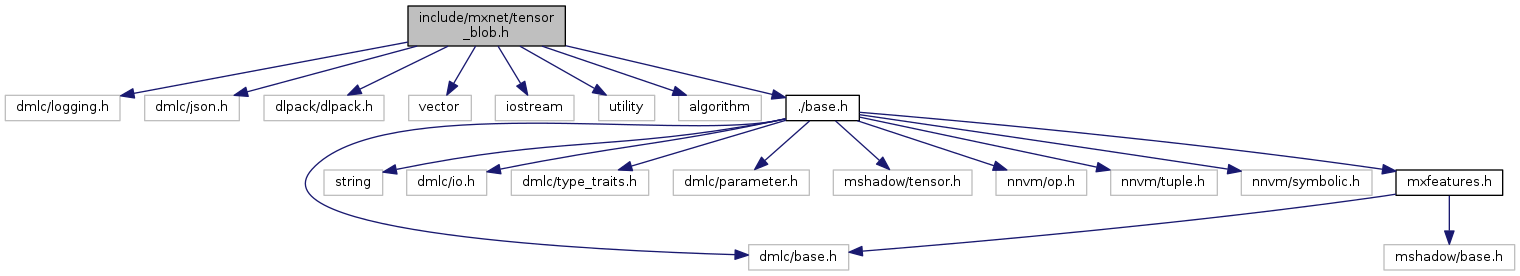 include/mxnet/tensor
_blob.h
dmlc/logging.h
dmlc/json.h
dlpack/dlpack.h
vector
iostream
utility
algorithm
./base.h
string
dmlc/io.h
dmlc/type_traits.h
dmlc/parameter.h
mshadow/tensor.h
nnvm/op.h
nnvm/tuple.h
nnvm/symbolic.h
mxfeatures.h
dmlc/base.h
mshadow/base.h